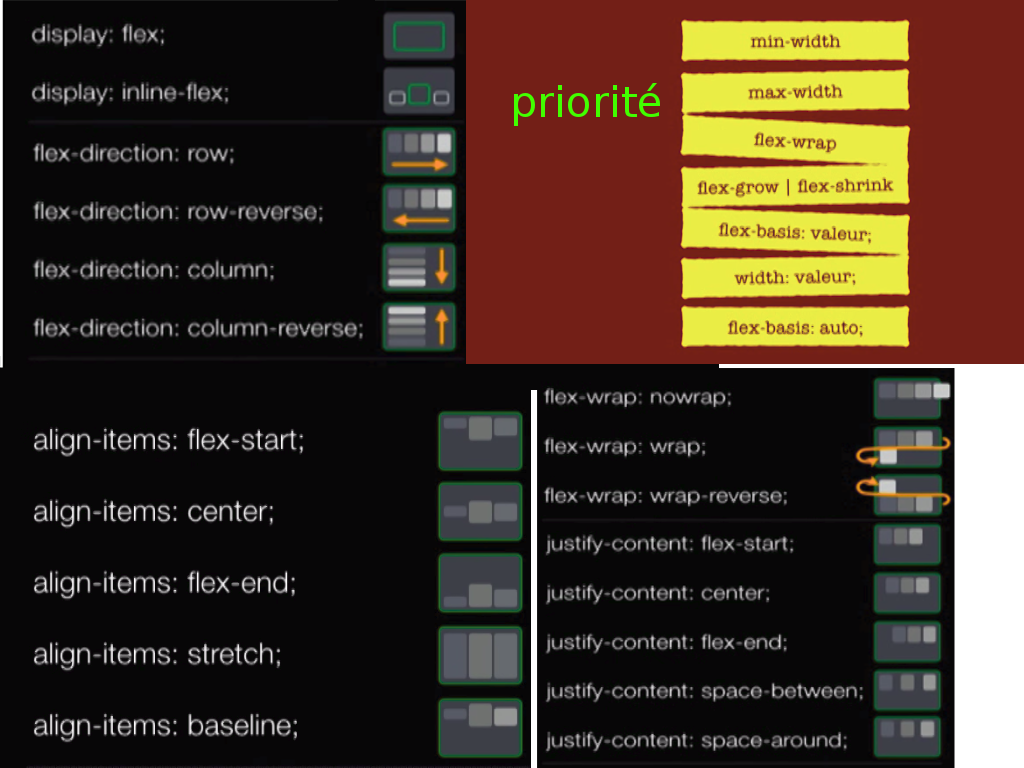 display: flex;
display: inline-flex;
flex-direction: row;
flex-direction: row-reverse;
flex-direction: column;
flex-direction: column-reverse;
priorité
min-width
max-width
flex-wrap
flex-grow | flex-shrink
flex-basis: valeur;
width: valeur;
flex-basis: auto;
align-items: flex-start;
align-items: center;
align-items: flex-end;
align-items: stretch;
align-items: baseline;
flex-wrap: nowrap;
flex-wrap: wrap;
flex-wrap: wrap-reverse;
justify-content: flex-start;
justify-content: center;
justify-content: flex-end;
justify-content: space-between;
justify-content: space-around;